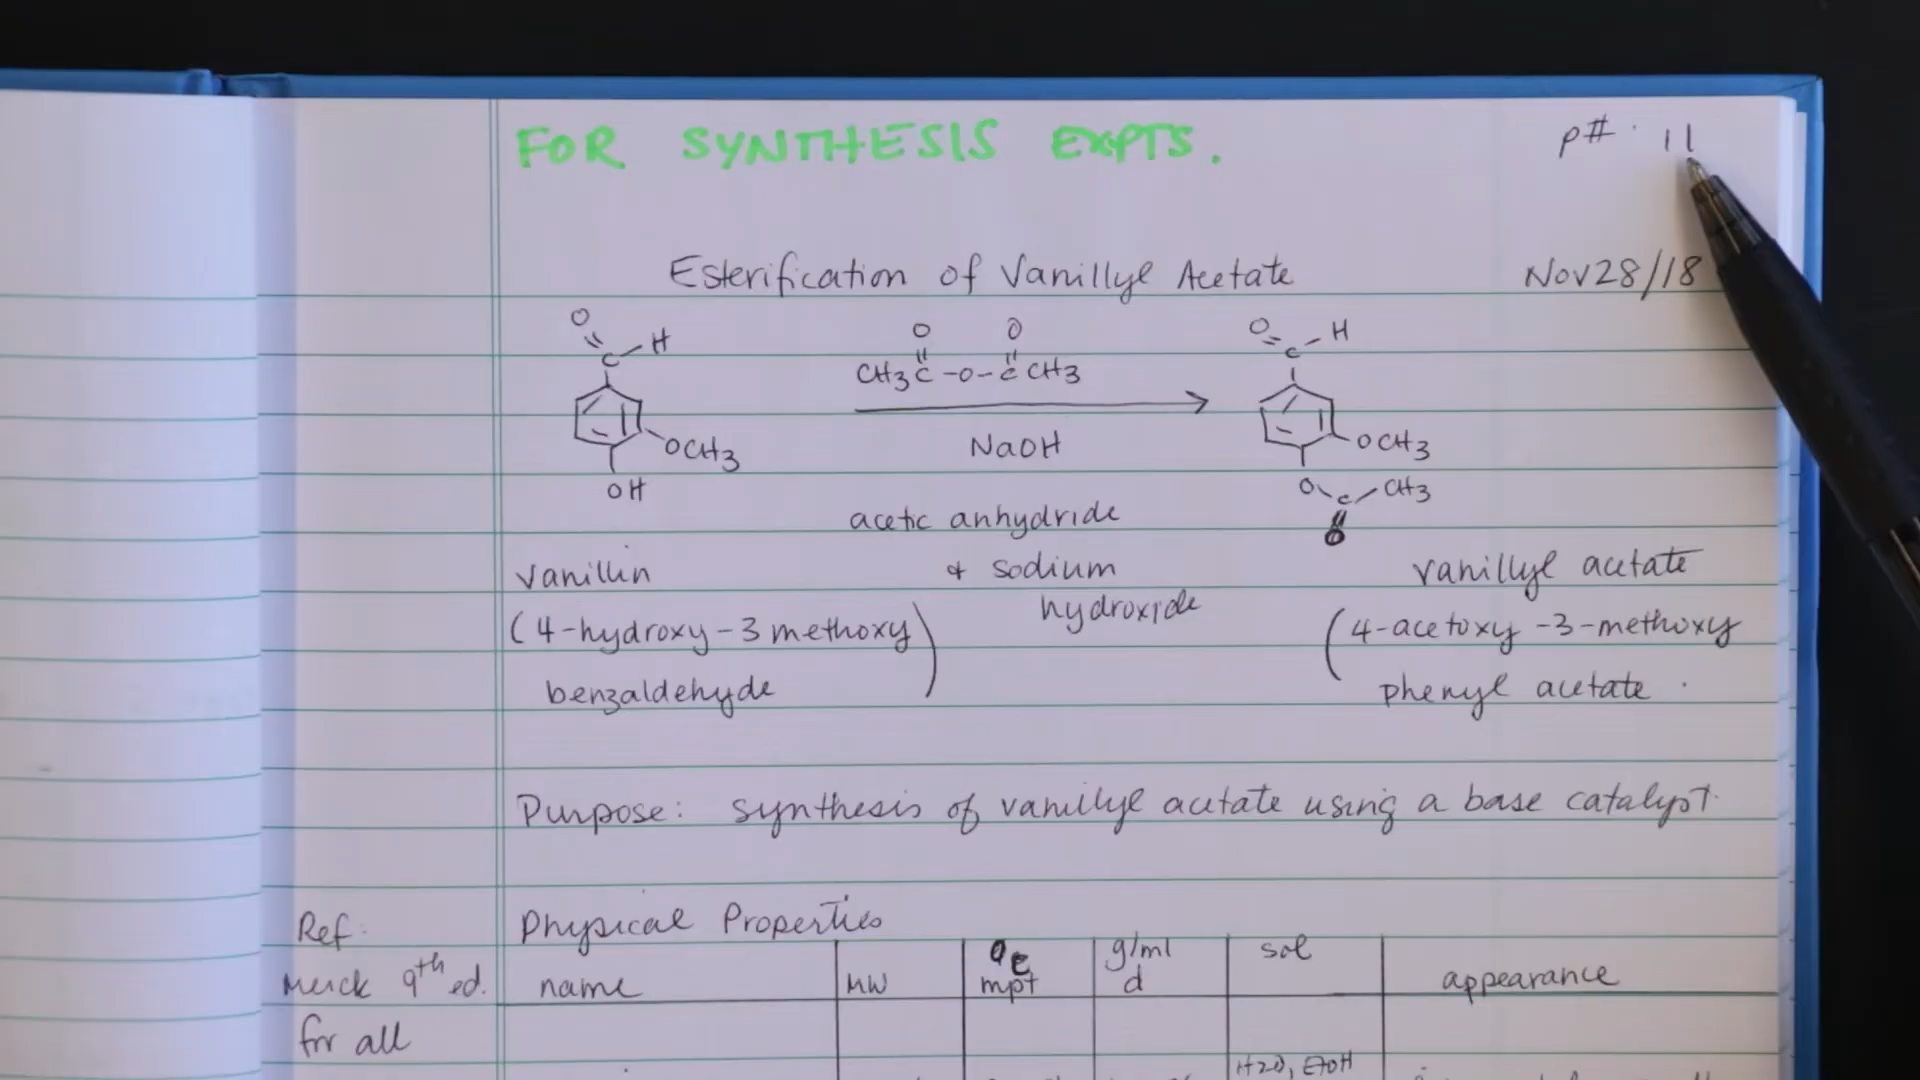 FOR SYNTHESIS EXPTS.
p# 11
Esterification of Vanillyl Acetate
Nov 28/18
O
C-H
OCH3
OH
O O
CH3C-O-CCH3
NaOH
O
C-H
OCH3
O-C-CH3
O
acetic anhydride
& sodium
hydroxide
vanillin
(4-hydroxy-3 methoxy
benzaldehyde)
vanillyl acetate
(4-acetoxy-3-methoxy
phenyl acetate.
Purpose: synthesis of vanillyl acetate using a base catalyst.
Ref:
Merck 9th ed.
for all
Physical Properties
name
MW
°C
mpt
g/ml
d
sol
appearance
H2O, EtOH